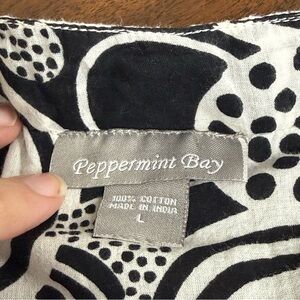 Peppermint Bay
100% COTTON
MADE IN INDIA
L